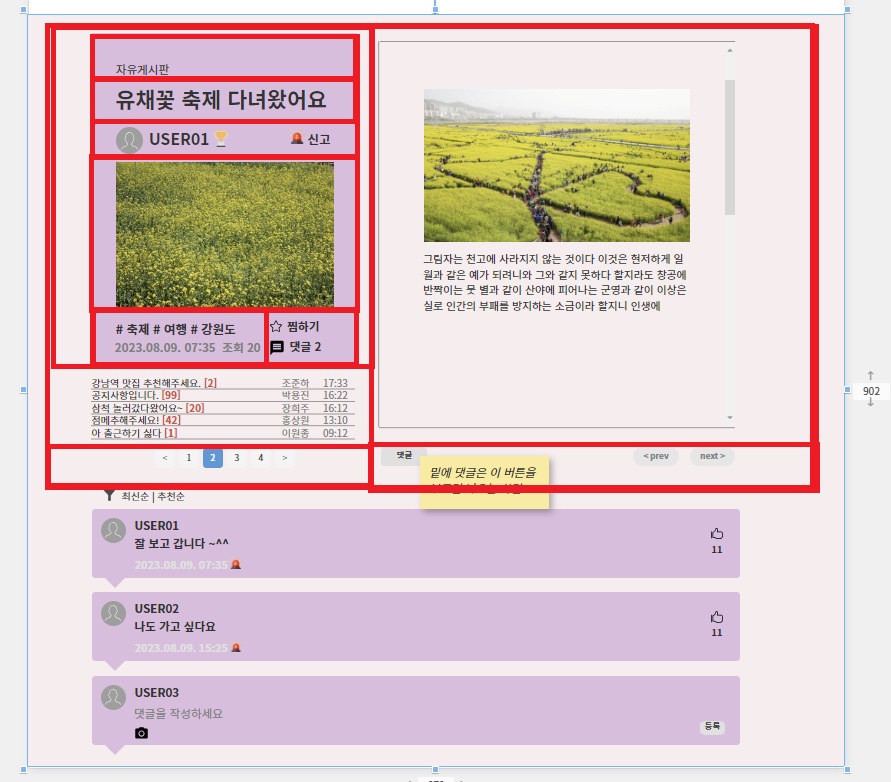 자유게시판
유채꽃 축제 다녀왔어요
USER01
신고
# 축제 # 여행 # 강원도
2023.08.09. 07:35 조회 20
찜하기
댓글 2
강남역 맛집 추천해주세요. [2] 조준하 17:33
공지사항입니다. [99] 박용진 16:22
삼척 놀러갔다왔어요~ [20] 장희주 16:12
점메추해주세요! [42] 홍상원 13:10
아 출근하기 싫다 [1] 이원종 09:12
< 1 2 3 4 >
그림자는 천고에 사라지지 않는 것이다 이것은 현저하게 일
월과 같은 예가 되려니와 그와 같지 못하다 할지라도 창공에
반짝이는 뭇 별과 같이 산야에 피어나는 군영과 같이 이상은
실로 인간의 부패를 방지하는 소금이라 할지니 인생에
댓글
< prev
next >
밑에 댓글은 이 버튼을
최신순 | 추천순
USER01
잘 보고 갑니다 ~^^
2023.08.09. 07:35
11
USER02
나도 가고 싶다요
2023.08.09. 15:25
11
USER03
댓글을 작성하세요
등록
902